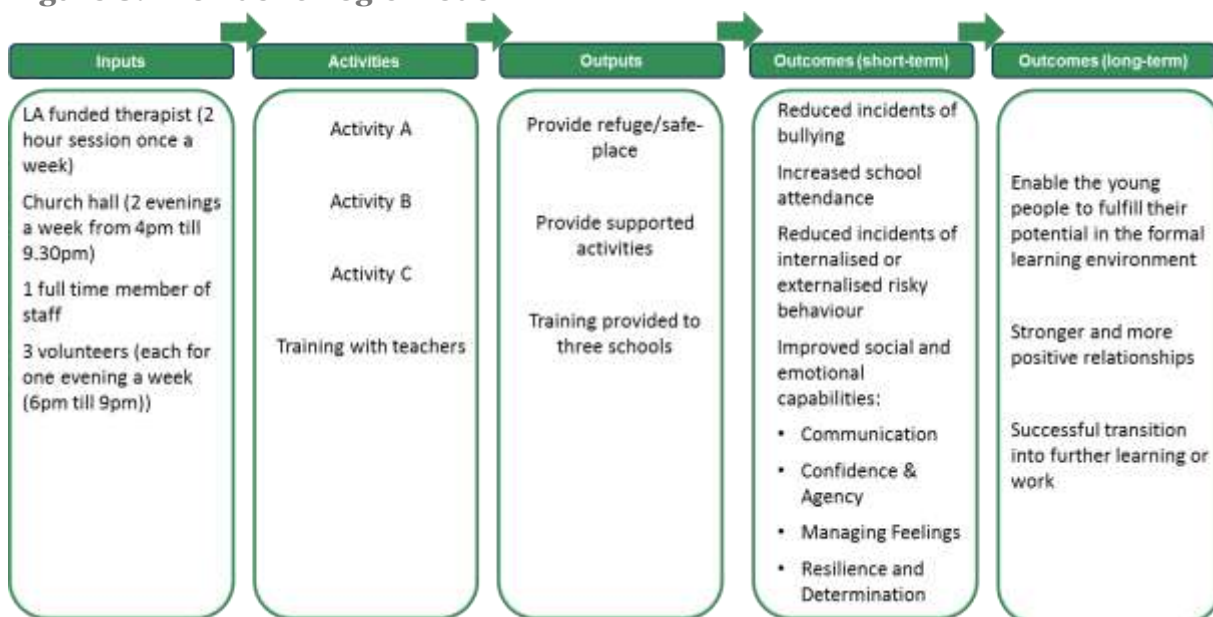 Inputs
LA funded therapist (2
hour session once a
week)
Church hall (2 evenings
a week from 4pm till
9.30pm)
1 full time member of
staff
3 volunteers (each for
one evening a week
(6pm till 9pm))
Activities
Activity A
Activity B
Activity C
Training with teachers
Outputs
Provide refuge/safe-
place
Provide supported
activities
Training provided to
three schools
Outcomes (short-term)
Reduced incidents of
bullying
Increased school
attendance
Reduced incidents of
internalised or
externalised risky
behaviour
Improved social and
emotional
capabilities:
• Communication
• Confidence &
Agency
• Managing Feelings
• Resilience and
Determination
Outcomes (long-term)
Enable the young
people to fulfill their
potential in the formal
learning environment
Stronger and more
positive relationships
Successful transition
into further learning or
work